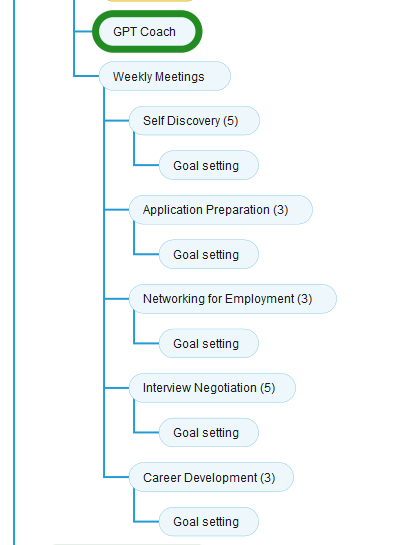 GPT Coach
Weekly Meetings
Self Discovery (5)
Goal setting
Application Preparation (3)
Goal setting
Networking for Employment (3)
Goal setting
Interview Negotiation (5)
Goal setting
Career Development (3)
Goal setting